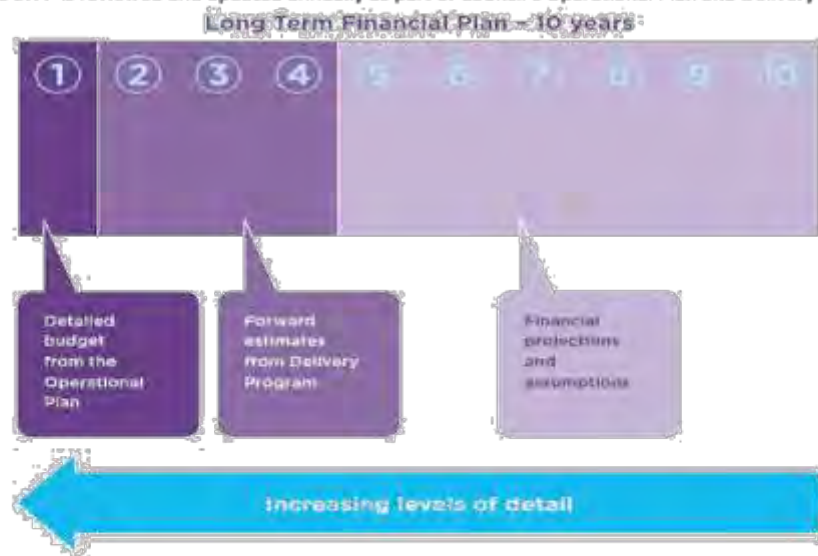 Long Term Financial Plan – 10 years
1 2 3 4 5 6 7 8 9 10
Detailed
budget
from the
Operational
Plan
Forward
estimates
from Delivery
Program
Financial
projections
and
assumptions
Increasing levels of detail